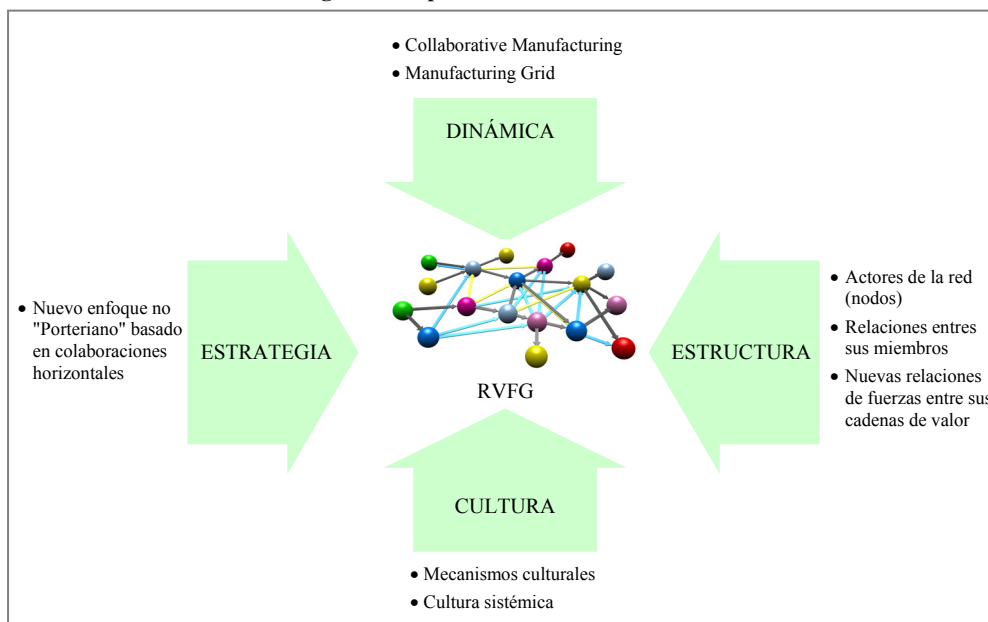 • Collaborative Manufacturing
• Manufacturing Grid
DINÁMICA
• Nuevo enfoque no
"Porteriano" basado
en colaboraciones
horizontales
ESTRATEGIA
RVFG
ESTRUCTURA
• Actores de la red
(nodos)
• Relaciones entres
sus miembros
• Nuevas relaciones
de fuerzas entre sus
cadenas de valor
CULTURA
• Mecanismos culturales
• Cultura sistémica